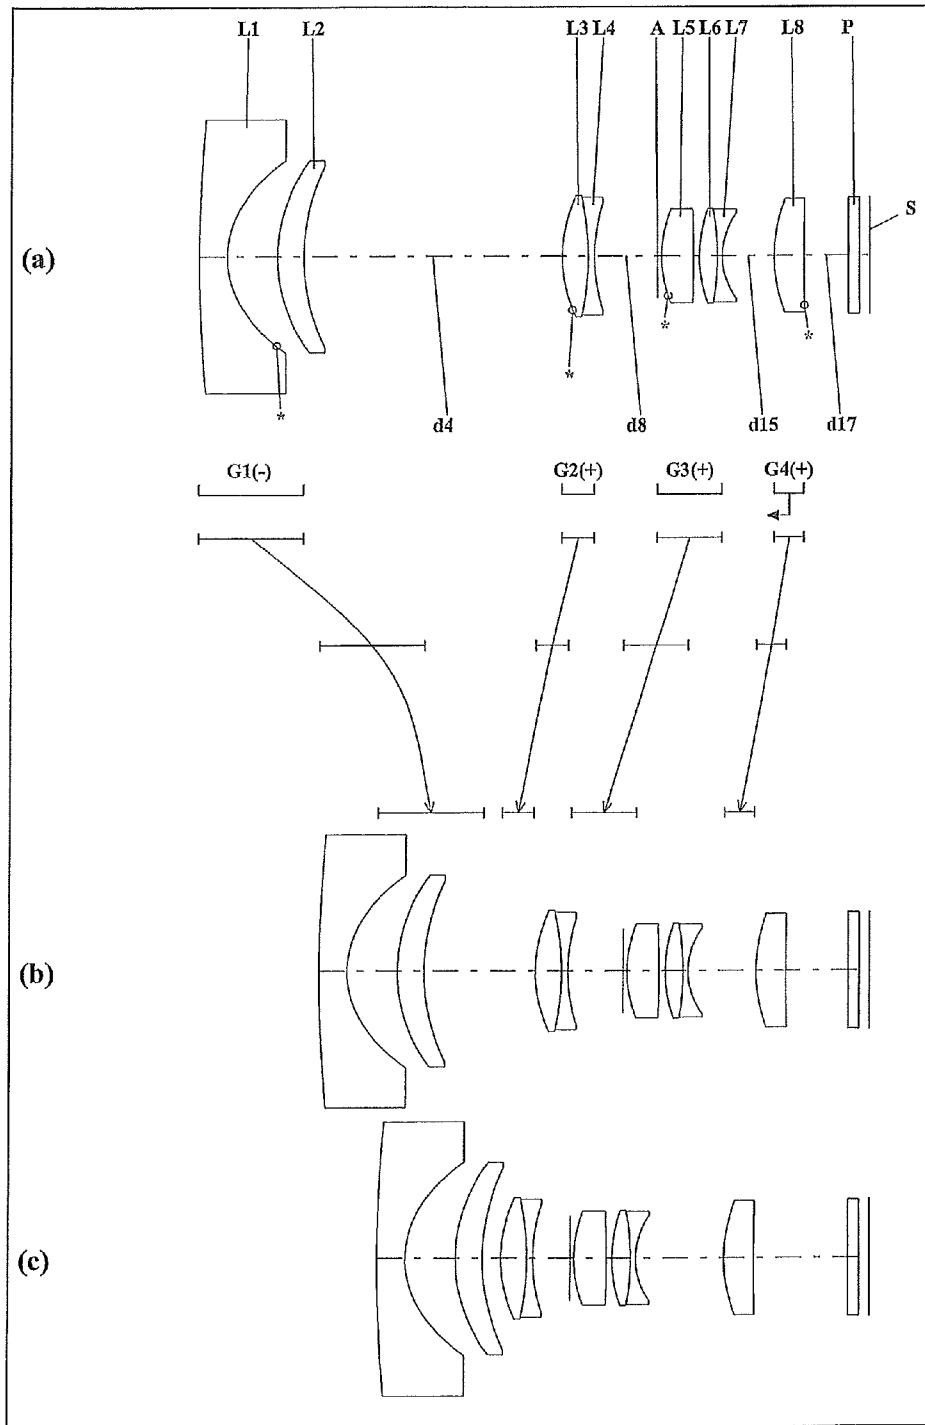 L1 L2 L3 L4 A L5 L6 L7 L8 P
S
(a)
* * * *
d4 d8 d15 d17
G1(-) G2(+) G3(+) G4(+)
(b)
(c)